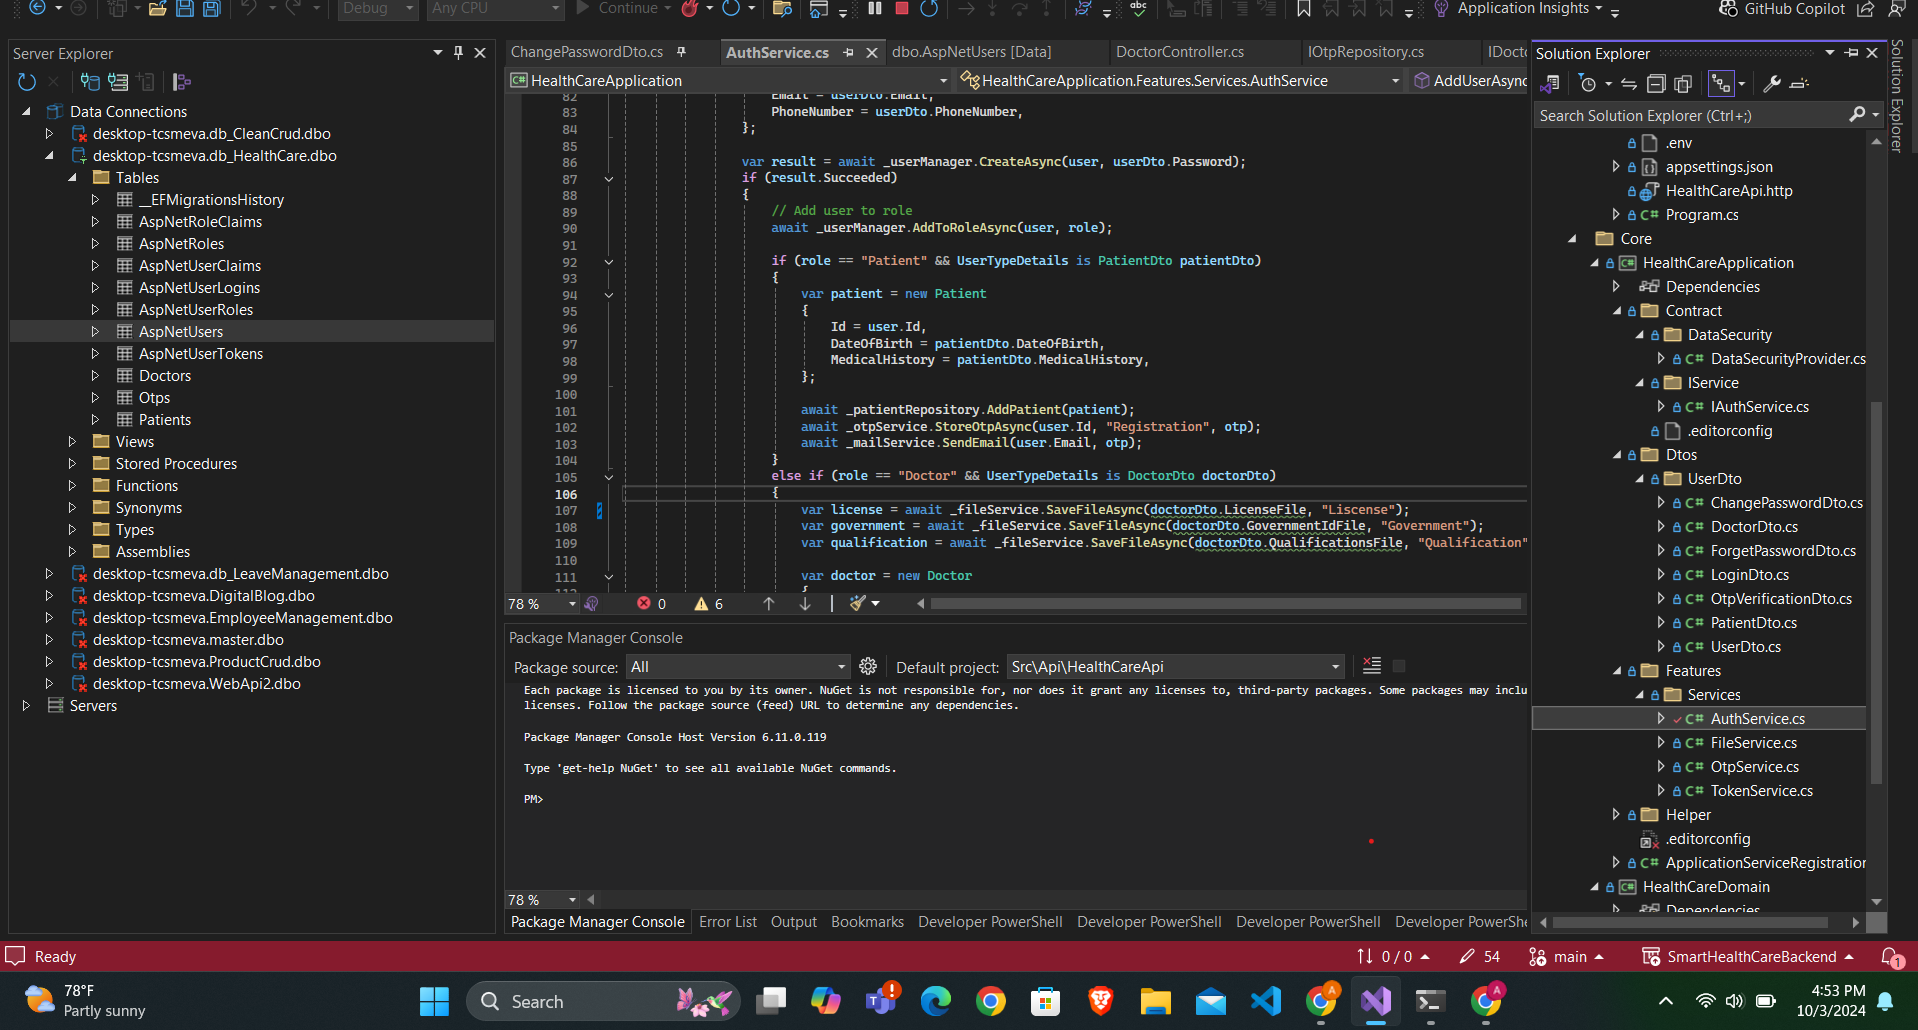 Debug
Any CPU
Continue
Application Insights
GitHub Copilot
Server Explorer
Data Connections
desktop-tcsmeva.db_CleanCrud.dbo
desktop-tcsmeva.db_HealthCare.dbo
Tables
__EFMigrationsHistory
AspNetRoleClaims
AspNetRoles
AspNetUserClaims
AspNetUserLogins
AspNetUserRoles
AspNetUsers
AspNetUserTokens
Doctors
Otps
Patients
Views
Stored Procedures
Functions
Synonyms
Types
Assemblies
desktop-tcsmeva.db_LeaveManagement.dbo
desktop-tcsmeva.DigitalBlog.dbo
desktop-tcsmeva.EmployeeManagement.dbo
desktop-tcsmeva.master.dbo
desktop-tcsmeva.ProductCrud.dbo
desktop-tcsmeva.WebApi2.dbo
Servers
ChangePasswordDto.cs AuthService.cs dbo.AspNetUsers [Data] DoctorController.cs IOtpRepository.cs IDocto
HealthCareApplication HealthCareApplication.Features.Services.AuthService AddUserAsync
82 Email = userDto.Email,
83 PhoneNumber = userDto.PhoneNumber,
84 };
85
86 var result = await _userManager.CreateAsync(user, userDto.Password);
87 if (result.Succeeded)
88 {
89 // Add user to role
90 await _userManager.AddToRoleAsync(user, role);
91
92 if (role == "Patient" && UserTypeDetails is PatientDto patientDto)
93 {
94 var patient = new Patient
95 {
96 Id = user.Id,
97 DateOfBirth = patientDto.DateOfBirth,
98 MedicalHistory = patientDto.MedicalHistory,
99 };
100
101 await _patientRepository.AddPatient(patient);
102 await _otpService.StoreOtpAsync(user.Id, "Registration", otp);
103 await _mailService.SendEmail(user.Email, otp);
104 }
105 else if (role == "Doctor" && UserTypeDetails is DoctorDto doctorDto)
106 {
107 var license = await _fileService.SaveFileAsync(doctorDto.LicenseFile, "Liscense");
108 var government = await _fileService.SaveFileAsync(doctorDto.GovernmentIdFile, "Government");
109 var qualification = await _fileService.SaveFileAsync(doctorDto.QualificationsFile, "Qualification"
110
111 var doctor = new Doctor
112 {
78 % 0 6
Package Manager Console
Package source: All Default project: Src\Api\HealthCareApi
Each package is licensed to you by its owner. NuGet is not responsible for, nor does it grant any licenses to, third-party packages. Some packages may inclu
licenses. Follow the package source (feed) URL to determine any dependencies.
Package Manager Console Host Version 6.11.0.119
Type 'get-help NuGet' to see all available NuGet commands.
PM>
78 %
Package Manager Console Error List Output Bookmarks Developer PowerShell Developer PowerShell Developer PowerShell Developer PowerShe
Solution Explorer
Search Solution Explorer (Ctrl+;)
.env
appsettings.json
HealthCareApi.http
Program.cs
Core
HealthCareApplication
Dependencies
Contract
DataSecurity
DataSecurityProvider.cs
IService
IAuthService.cs
.editorconfig
Dtos
UserDto
ChangePasswordDto.cs
DoctorDto.cs
ForgetPasswordDto.cs
LoginDto.cs
OtpVerificationDto.cs
PatientDto.cs
UserDto.cs
Features
Services
AuthService.cs
FileService.cs
OtpService.cs
TokenService.cs
Helper
.editorconfig
ApplicationServiceRegistration
HealthCareDomain
Dependencies
Solution Explorer
Ready 0 / 0 54 main SmartHealthCareBackend 1
78°F
Partly sunny
Search
4:53 PM
10/3/2024